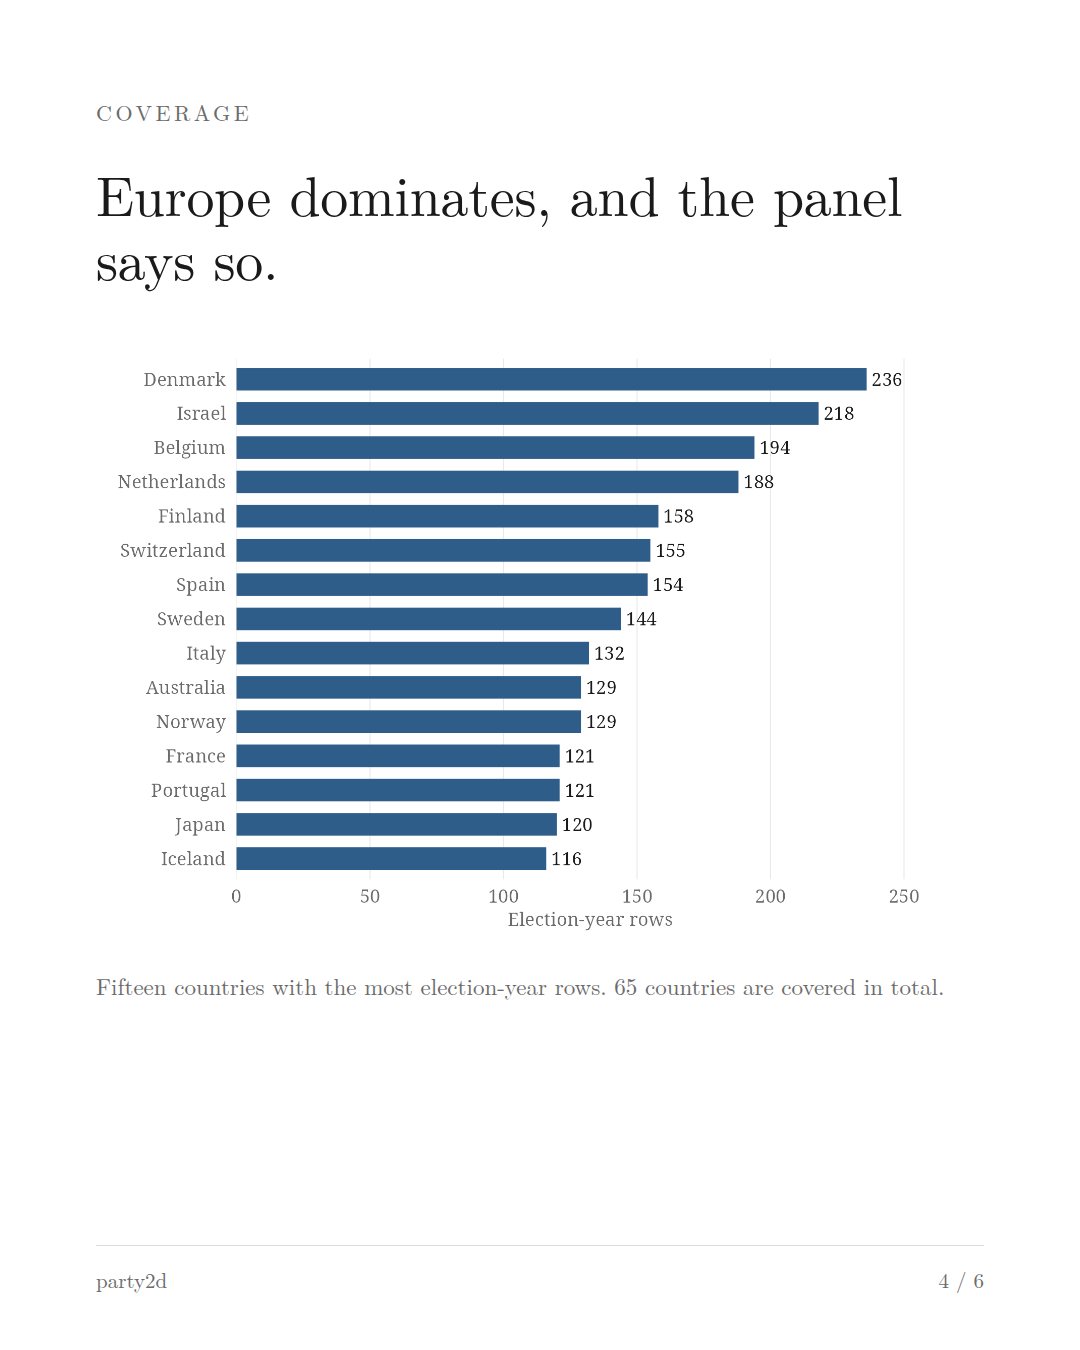 COVERAGE
Europe dominates, and the panel
says so.
Denmark 236
Israel 218
Belgium 194
Netherlands 188
Finland 158
Switzerland 155
Spain 154
Sweden 144
Italy 132
Australia 129
Norway 129
France 121
Portugal 121
Japan 120
Iceland 116
0 50 100 150 200 250
Election-year rows
Fifteen countries with the most election-year rows. 65 countries are covered in total.
party2d 4 / 6